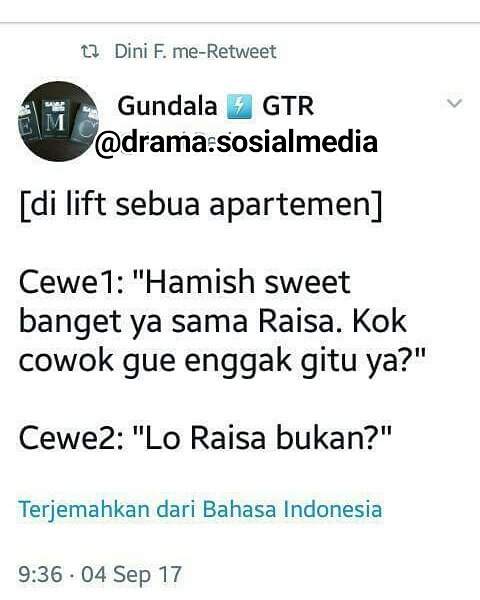 Dini F. me-Retweet
Gundala ⚡ GTR
@drama.sosialmedia
[di lift sebua apartemen]
Cewe1: "Hamish sweet
banget ya sama Raisa. Kok
cowok gue enggak gitu ya?"
Cewe2: "Lo Raisa bukan?"
Terjemahkan dari Bahasa Indonesia
9:36 · 04 Sep 17